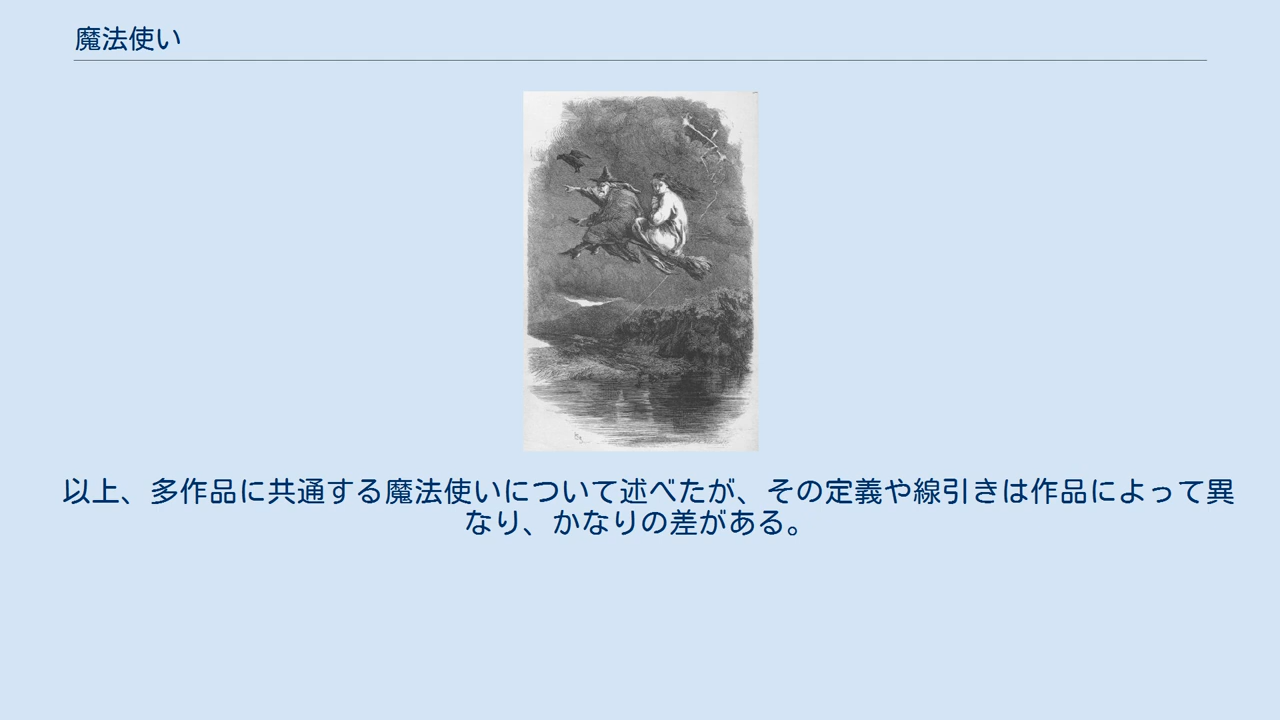 魔法使い
以上、多作品に共通する魔法使いについて述べたが、その定義や線引きは作品によって異
なり、かなりの差がある。